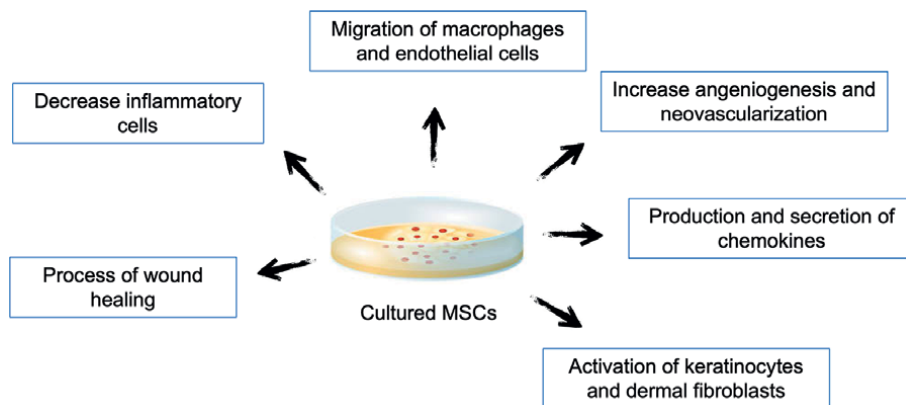 Migration of macrophages
and endothelial cells
Decrease inflammatory
cells
Increase angeniogenesis and
neovascularization
Production and secretion of
chemokines
Process of wound
healing
Cultured MSCs
Activation of keratinocytes
and dermal fibroblasts